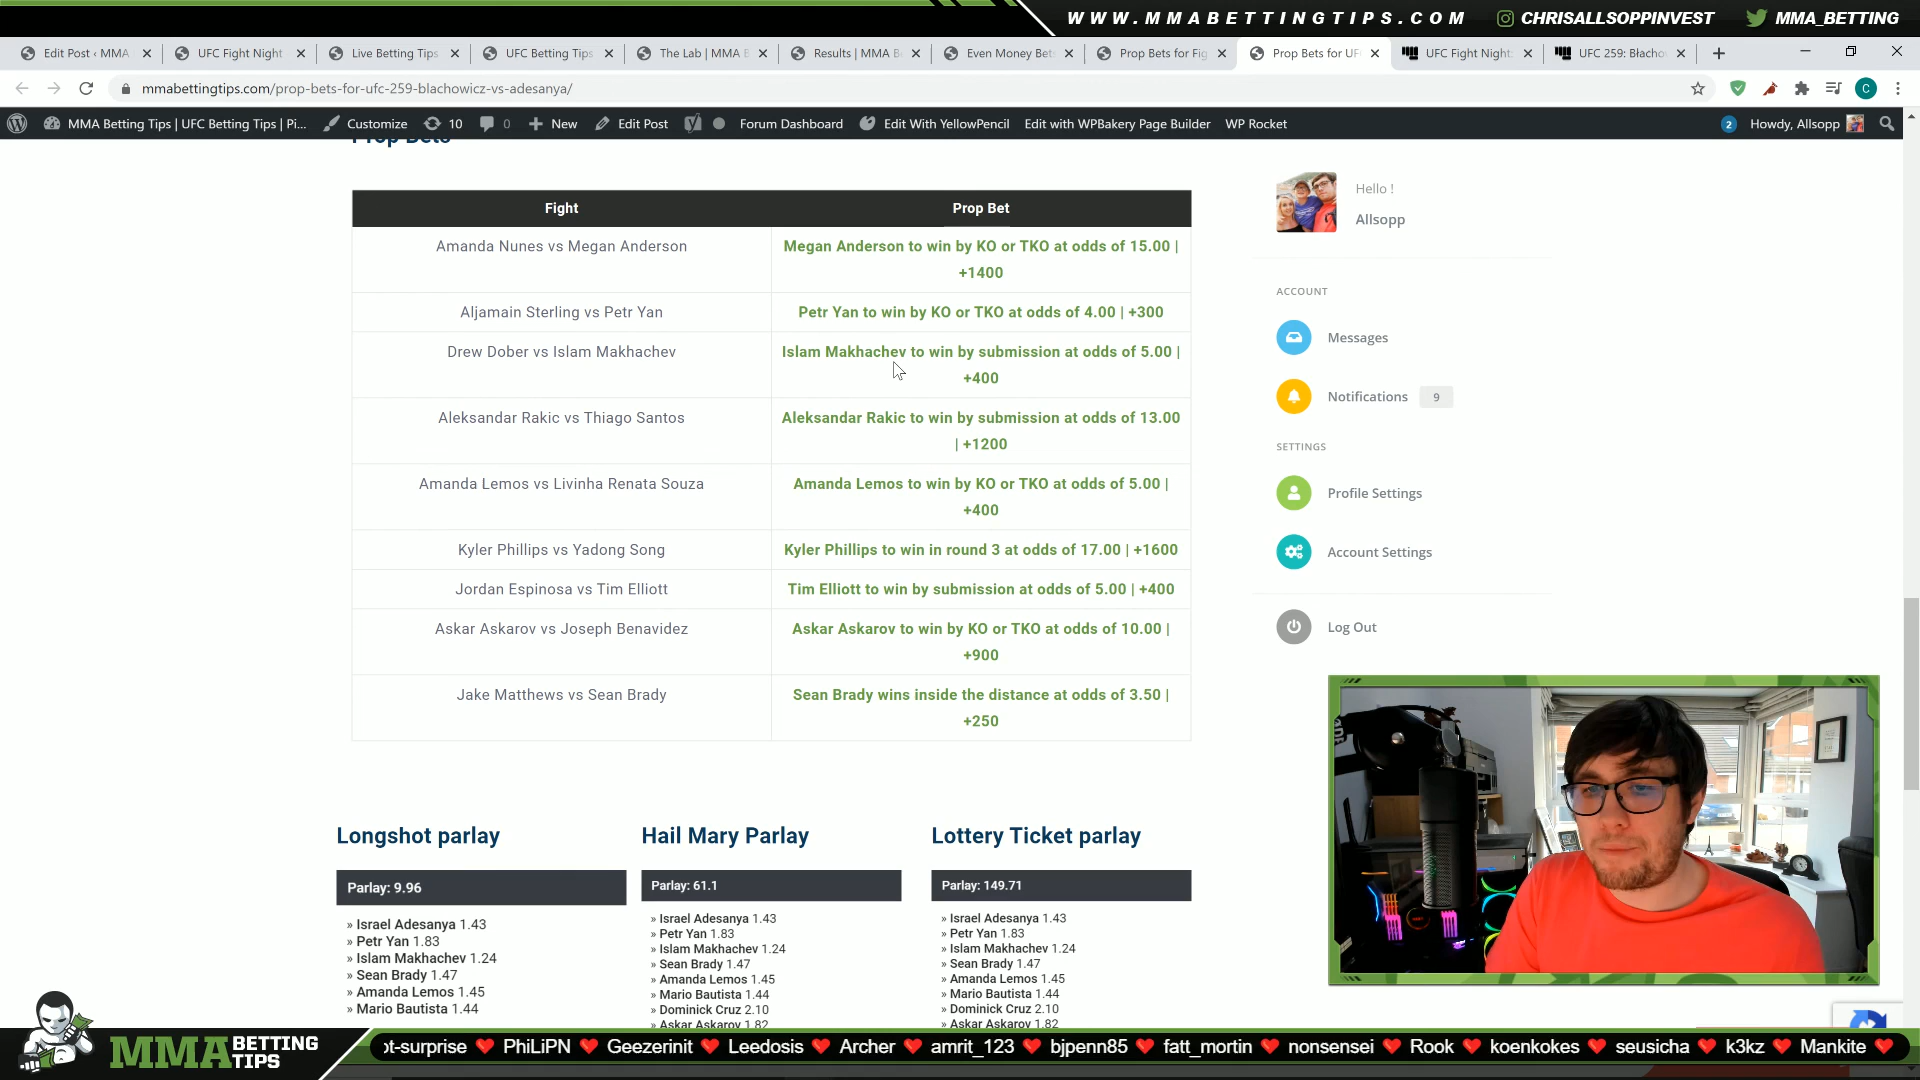 WWW.MMABETTINGTIPS.COM CHRISALLSOPPINVEST MMA_BETTING
Edit Post ‹ MMA UFC Fight Night Live Betting Tips UFC Betting Tips The Lab | MMA B Results | MMA B Even Money Bet Prop Bets for Fig Prop Bets for UF UFC Fight Night: UFC 259: Błacho
mmabettingtips.com/prop-bets-for-ufc-259-blachowicz-vs-adesanya/ C
MMA Betting Tips | UFC Betting Tips | Pi... Customize 10 0 New Edit Post Forum Dashboard Edit With YellowPencil Edit with WPBakery Page Builder WP Rocket 2 Howdy, Allsopp
Prop Bets
Fight Prop Bet
Amanda Nunes vs Megan Anderson Megan Anderson to win by KO or TKO at odds of 15.00 |
+1400
Aljamain Sterling vs Petr Yan Petr Yan to win by KO or TKO at odds of 4.00 | +300
Drew Dober vs Islam Makhachev Islam Makhachev to win by submission at odds of 5.00 |
+400
Aleksandar Rakic vs Thiago Santos Aleksandar Rakic to win by submission at odds of 13.00
| +1200
Amanda Lemos vs Livinha Renata Souza Amanda Lemos to win by KO or TKO at odds of 5.00 |
+400
Kyler Phillips vs Yadong Song Kyler Phillips to win in round 3 at odds of 17.00 | +1600
Jordan Espinosa vs Tim Elliott Tim Elliott to win by submission at odds of 5.00 | +400
Askar Askarov vs Joseph Benavidez Askar Askarov to win by KO or TKO at odds of 10.00 |
+900
Jake Matthews vs Sean Brady Sean Brady wins inside the distance at odds of 3.50 |
+250
Hello !
Allsopp
ACCOUNT
Messages
Notifications 9
SETTINGS
Profile Settings
Account Settings
Log Out
Longshot parlay
Parlay: 9.96
» Israel Adesanya 1.43
» Petr Yan 1.83
» Islam Makhachev 1.24
» Sean Brady 1.47
» Amanda Lemos 1.45
» Mario Bautista 1.44
Hail Mary Parlay
Parlay: 61.1
» Israel Adesanya 1.43
» Petr Yan 1.83
» Islam Makhachev 1.24
» Sean Brady 1.47
» Amanda Lemos 1.45
» Mario Bautista 1.44
» Dominick Cruz 2.10
» Askar Askarov 1.82
Lottery Ticket parlay
Parlay: 149.71
» Israel Adesanya 1.43
» Petr Yan 1.83
» Islam Makhachev 1.24
» Sean Brady 1.47
» Amanda Lemos 1.45
» Mario Bautista 1.44
» Dominick Cruz 2.10
» Askar Askarov 1.82
MMA BETTING TIPS
ot-surprise ❤ PhiLiPN ❤ Geezerinit ❤ Leedosis ❤ Archer ❤ amrit_123 ❤ bjpenn85 ❤ fatt_mortin ❤ nonsensei ❤ Rook ❤ koenkokes ❤ seusicha ❤ k3kz ❤ Mankite ❤